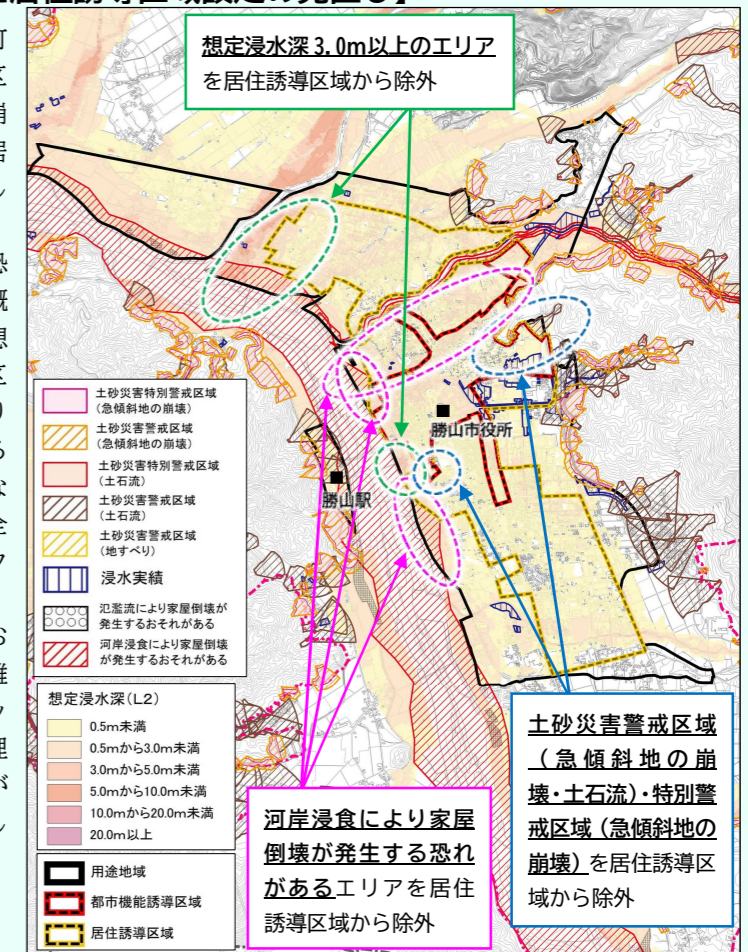 居住誘導区域設定の見直し】
想定浸水深3.0m以上のエリア
を居住誘導区域から除外
土砂災害特別警戒区域
(急傾斜地の崩壊)
土砂災害警戒区域
(急傾斜地の崩壊)
土砂災害特別警戒区域
(土石流)
土砂災害警戒区域
(土石流)
土砂災害警戒区域
(地すべり)
浸水実績
氾濫流により家屋倒壊が
発生するおそれがある
河岸浸食により家屋倒壊
が発生するおそれがある
勝山市役所
勝山駅
想定浸水深(L2)
0.5m未満
0.5mから3.0m未満
3.0mから5.0m未満
5.0mから10.0m未満
10.0mから20.0m未満
20.0m以上
用途地域
都市機能誘導区域
居住誘導区域
河岸浸食により家屋
倒壊が発生する恐れ
があるエリアを居住
誘導区域から除外
土砂災害警戒区域
(急傾斜地の崩
壊・土石流)・特別警
戒区域(急傾斜地の
崩壊)を居住誘導区
域から除外